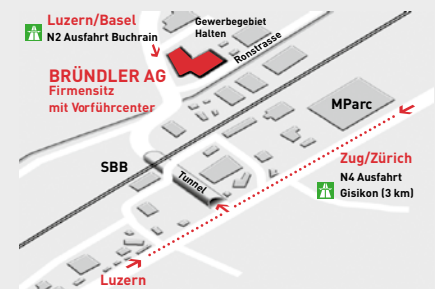 Luzern/Basel
N2 Ausfahrt Buchrain
Gewerbegebiet
Halten
Ronstrasse
BRÜNDLER AG
Firmensitz
mit Vorführcenter
MParc
SBB
Tunnel
Zug/Zürich
N4 Ausfahrt
Gisikon (3 km)
Luzern